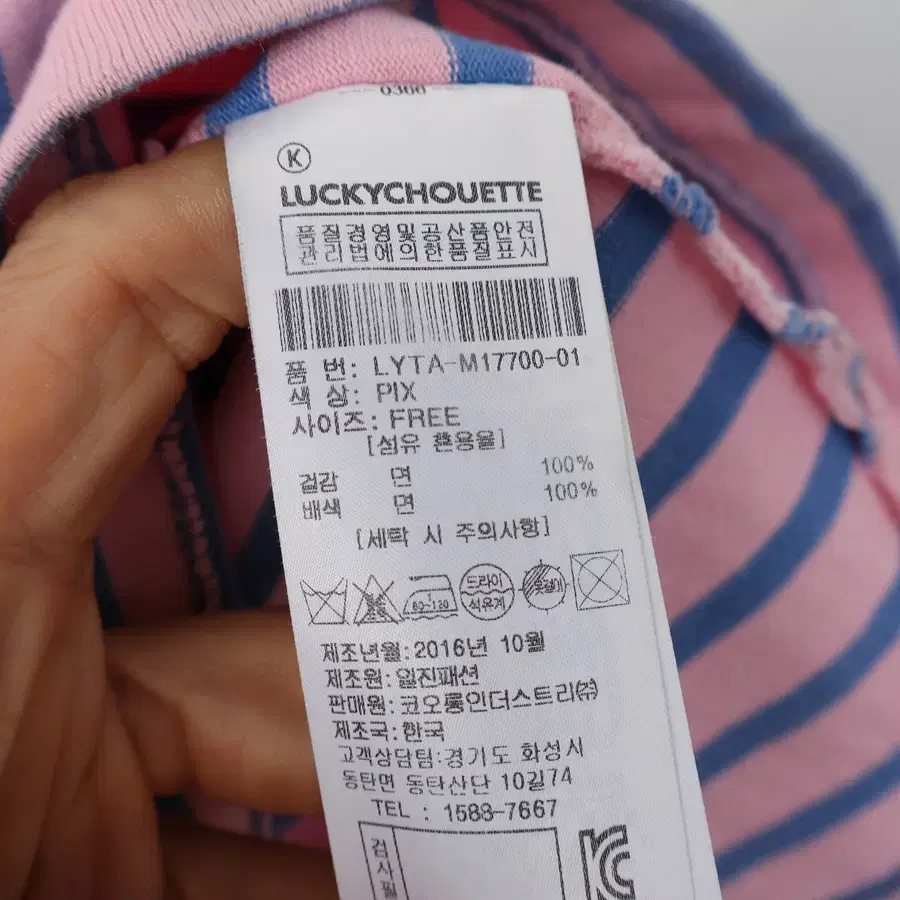 0366
K
LUCKYCHOUETTE
품질경영및공산품안전
관리법에의한품질표시
품 번: LYTA-M17700-01
색 상: PIX
사이즈: FREE
[섬유 혼용율]
겉감 면 100%
배색 면 100%
[세탁 시 주의사항]
80~120
드라이
석유계
옷걸이
제조년월:2016년 10월
제조원:일진패션
판매원:코오롱인더스트리㈜
제조국:한국
고객상담팀:경기도 화성시
동탄면 동탄산단 10길74
TEL : 1588-7667
검사필